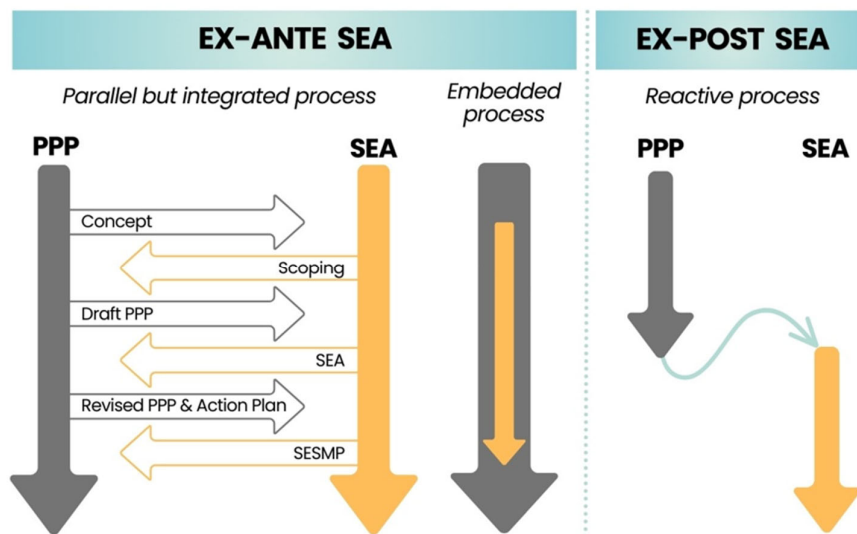 EX-ANTE SEA
EX-POST SEA
Parallel but integrated process
Embedded
process
Reactive process
PPP
SEA
PPP
SEA
Concept
Scoping
Draft PPP
SEA
Revised PPP & Action Plan
SESMP